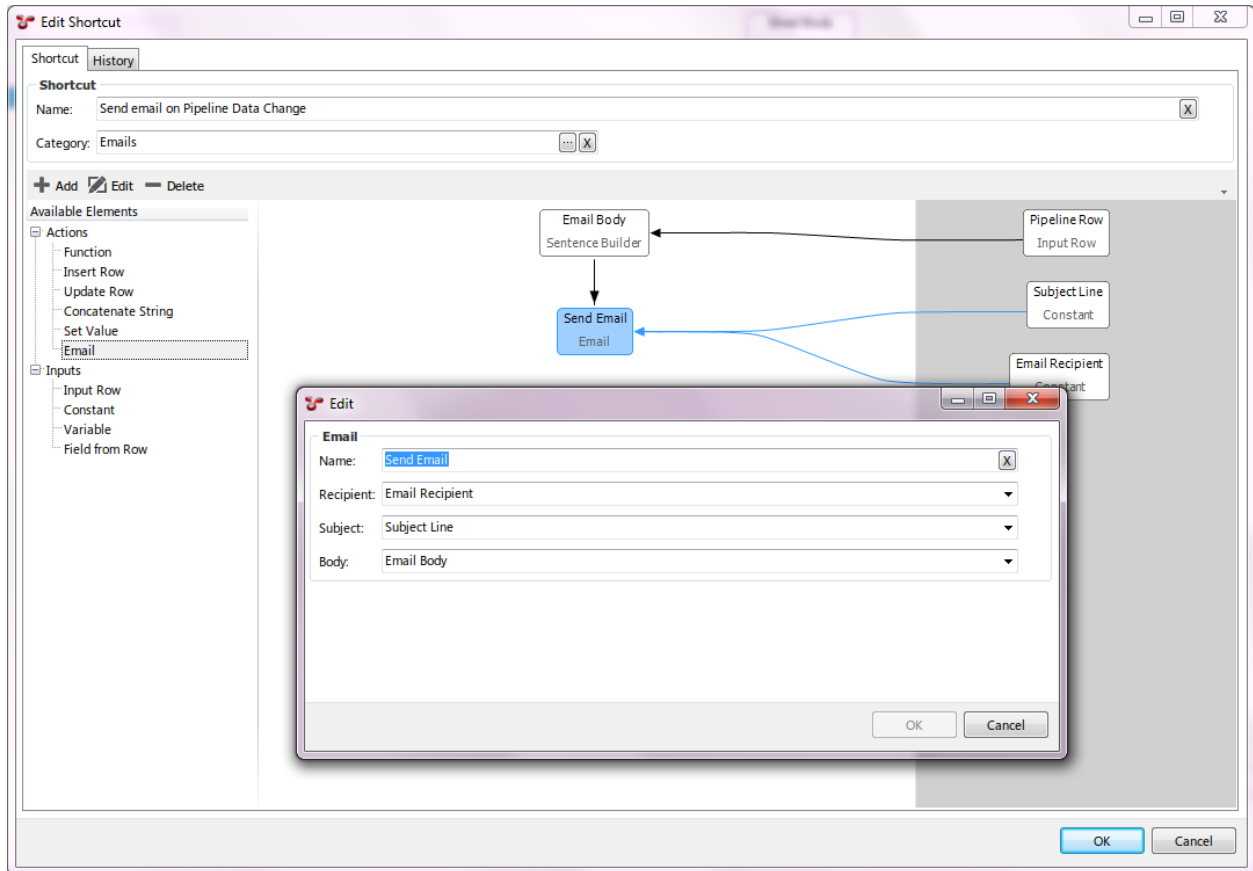 Edit Shortcut
Shortcut History
Shortcut
Name: Send email on Pipeline Data Change X
Category: Emails ... X
Add Edit Delete
Available Elements
Actions
Function
Insert Row
Update Row
Concatenate String
Set Value
Email
Inputs
Input Row
Constant
Variable
Field from Row
Email Body
Sentence Builder
Pipeline Row
Input Row
Send Email
Email
Subject Line
Constant
Email Recipient
Constant
Edit
Email
Name: Send Email X
Recipient: Email Recipient
Subject: Subject Line
Body: Email Body
OK Cancel
OK Cancel